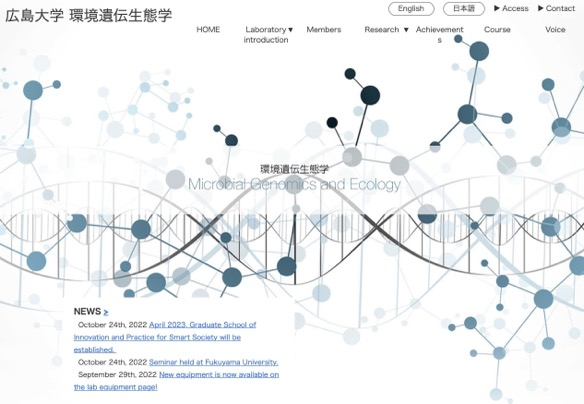 English 日本語 ▶ Access ▶ Contact
広島大学 環境遺伝生態学
HOME Laboratory▼ Members Research ▼ Achievement Course Voice
introduction s
環境遺伝生態学
Microbial Genomics and Ecology
NEWS >
October 24th, 2022 April 2023, Graduate School of
Innovation and Practice for Smart Society will be
established.
October 24th, 2022 Seminar held at Fukuyama University.
September 29th, 2022 New equipment is now available on
the lab equipment page!